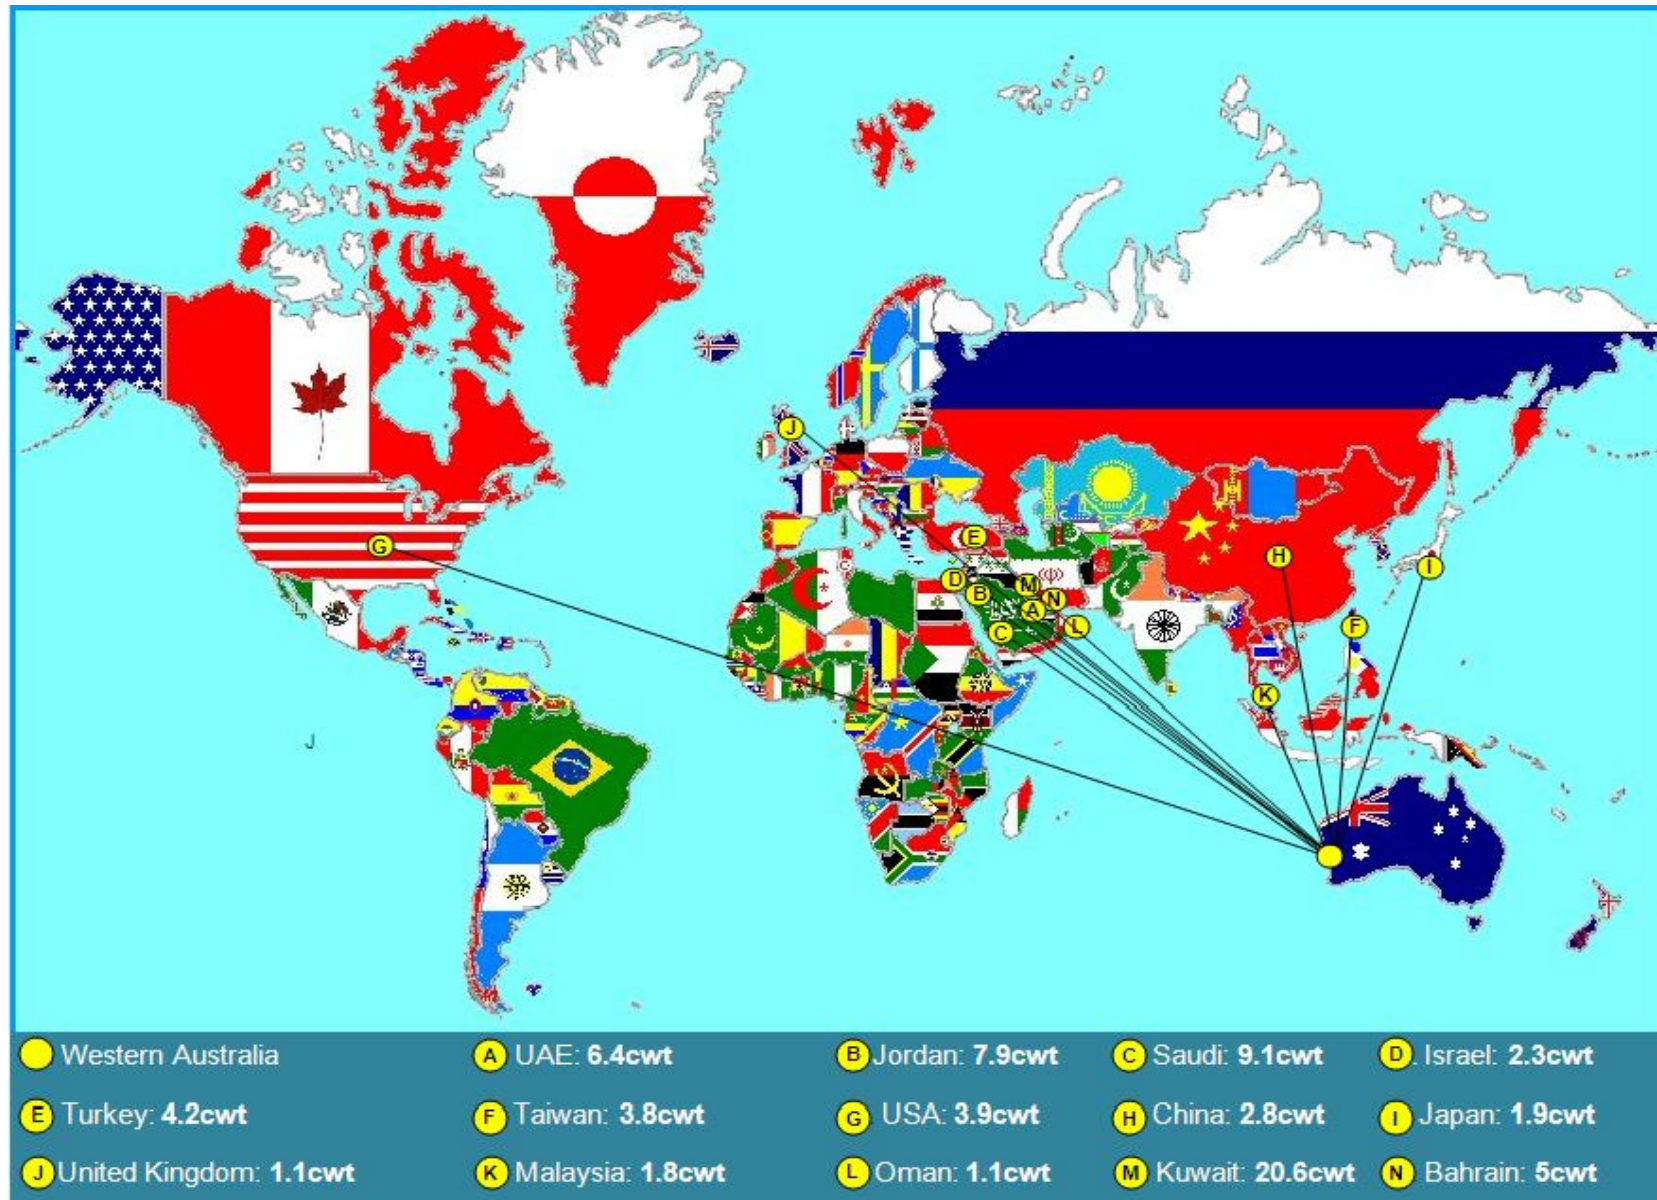 J
E
G
D
M
N
B
A
C
L
H
I
F
K
J
Western Australia
A UAE: 6.4cwt
B Jordan: 7.9cwt
C Saudi: 9.1cwt
D. Israel: 2.3cwt
E Turkey: 4.2cwt
F Taiwan: 3.8cwt
G USA: 3.9cwt
H China: 2.8cwt
I Japan: 1.9cwt
J United Kingdom: 1.1cwt
K Malaysia: 1.8cwt
L Oman: 1.1cwt
M Kuwait: 20.6cwt
N Bahrain: 5cwt